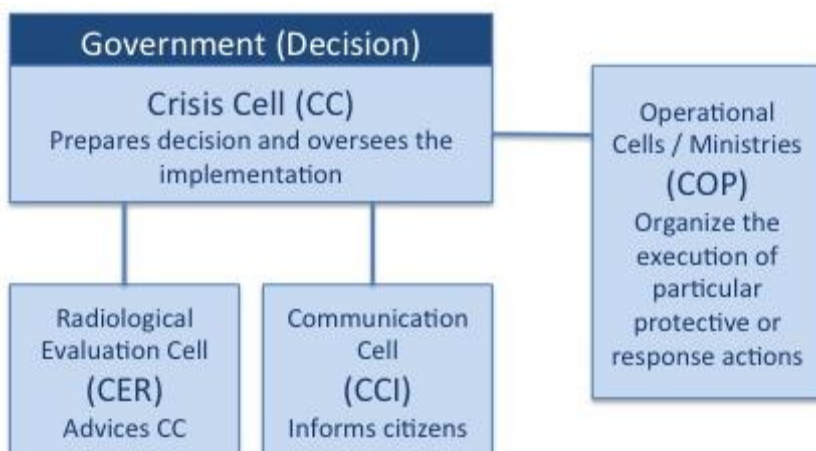 Government (Decision)
Crisis Cell (CC)
Prepares decision and oversees the
implementation
Operational
Cells / Ministries
(COP)
Organize the
execution of
particular
protective or
response actions
Radiological
Evaluation Cell
(CER)
Advices CC
Communication
Cell
(CCI)
Informs citizens